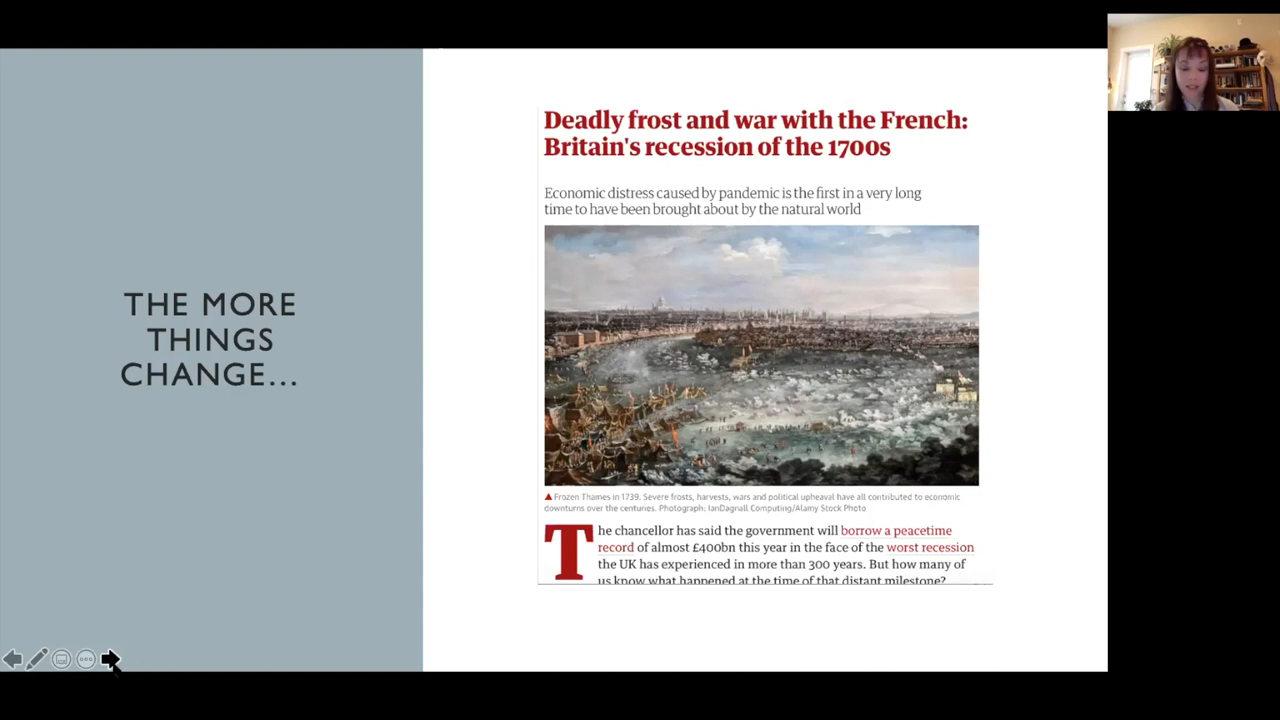 THE MORE
THINGS
CHANGE...
Deadly frost and war with the French:
Britain's recession of the 1700s
Economic distress caused by pandemic is the first in a very long
time to have been brought about by the natural world
Frozen Thames in 1739. Severe frosts, harvests, wars and political upheaval have all contributed to economic
downturns over the centuries. Photograph: IanDagnall Computing/Alamy Stock Photo
The chancellor has said the government will borrow a peacetime
record of almost £400bn this year in the face of the worst recession
the UK has experienced in more than 300 years. But how many of
us know what happened at the time of that distant milestone?